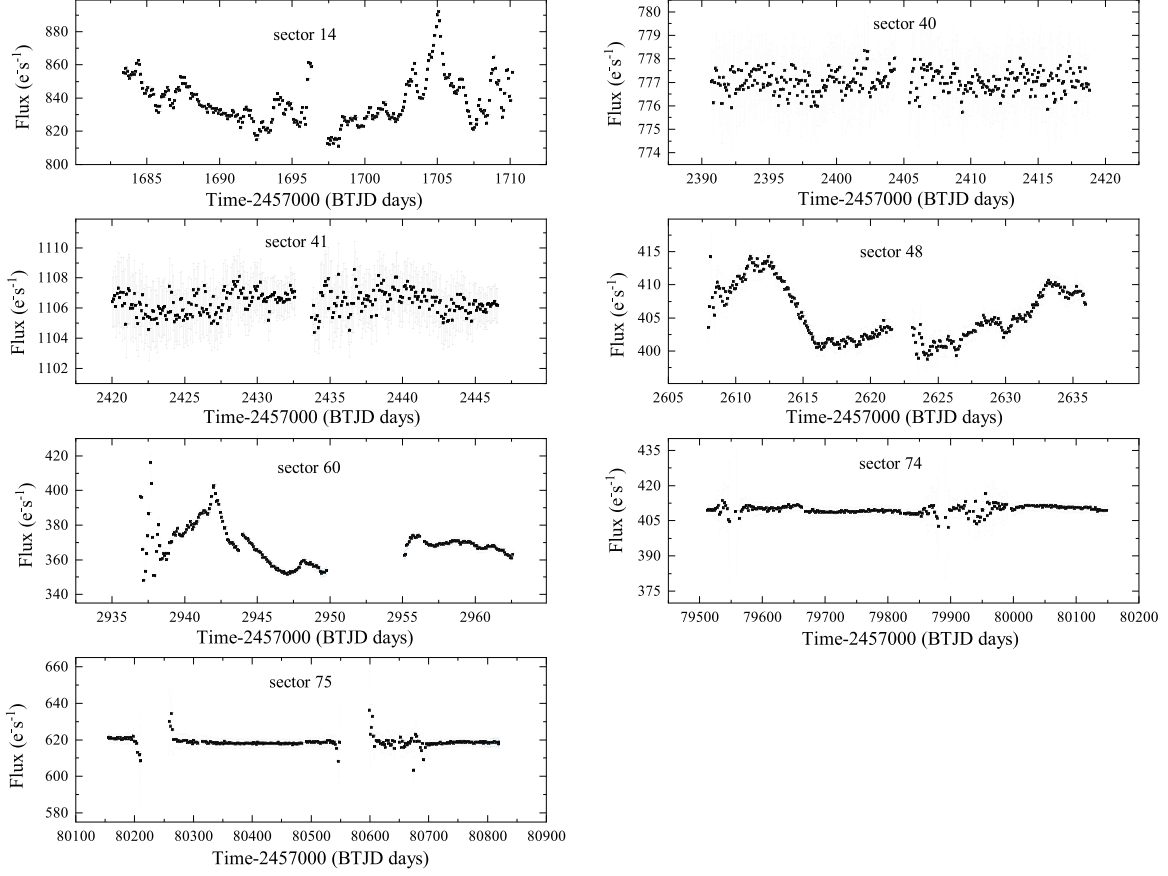 sector 14
Flux (e⁻s⁻¹)
880
860
840
820
800
1685 1690 1695 1700 1705 1710
Time-2457000 (BTJD days)
sector 40
Flux (e⁻s⁻¹)
780
779
778
777
776
775
774
2390 2395 2400 2405 2410 2415 2420
Time-2457000 (BTJD days)
sector 41
Flux (e⁻s⁻¹)
1110
1108
1106
1104
1102
2420 2425 2430 2435 2440 2445
Time-2457000 (BTJD days)
sector 48
Flux (e⁻s⁻¹)
415
410
405
400
2605 2610 2615 2620 2625 2630 2635
Time-2457000 (BTJD days)
sector 60
Flux (e⁻s⁻¹)
420
400
380
360
340
2935 2940 2945 2950 2955 2960
Time-2457000 (BTJD days)
sector 74
Flux (e⁻s⁻¹)
435
420
405
390
375
79500 79600 79700 79800 79900 80000 80100 80200
Time-2457000 (BTJD days)
sector 75
Flux (e⁻s⁻¹)
660
640
620
600
580
80100 80200 80300 80400 80500 80600 80700 80800 80900
Time-2457000 (BTJD days)